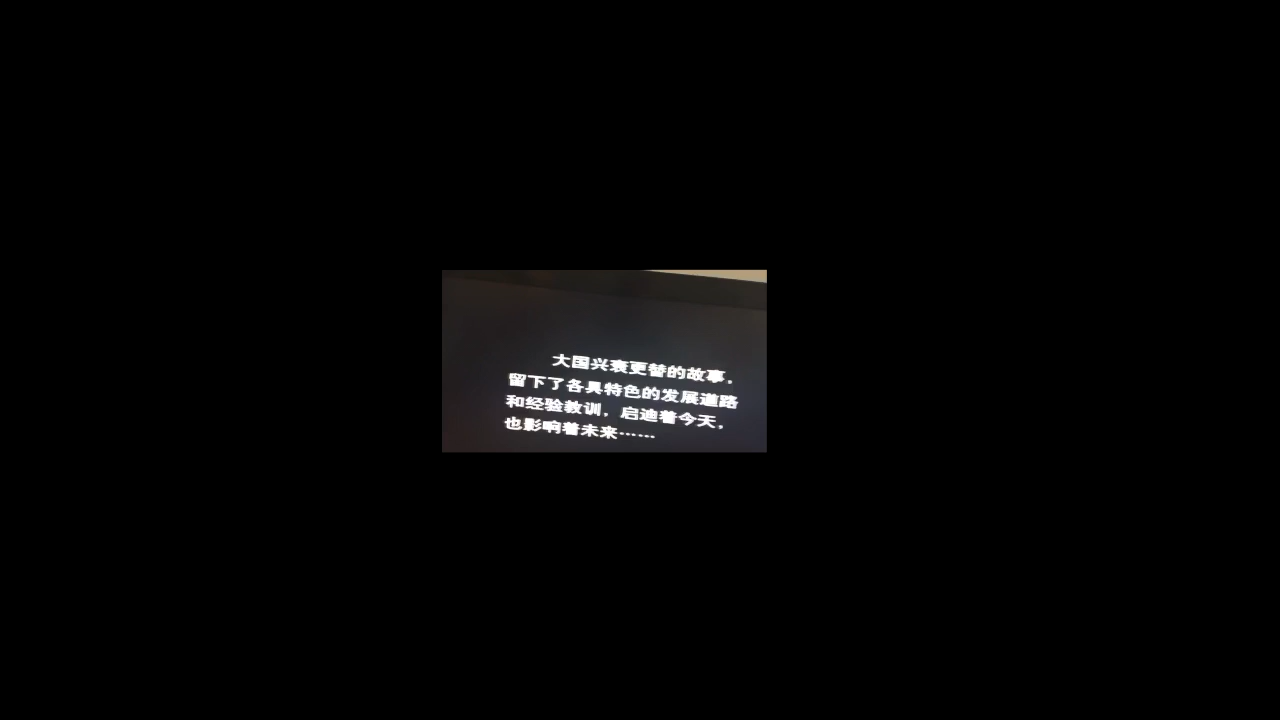 大国兴衰更替的故事，
留下了各具特色的发展道路
和经验教训，启迪着今天，
也影响着未来……